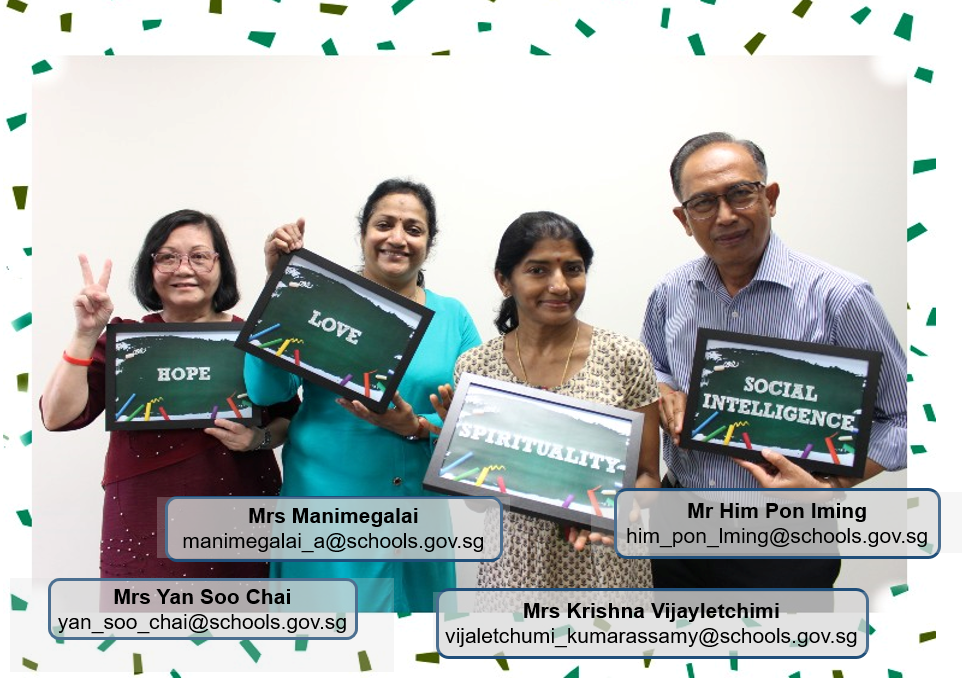 HOPE
LOVE
SPIRITUALITY
SOCIAL
INTELLIGENCE
Mrs Manimegalai
manimegalai_a@schools.gov.sg
Mr Him Pon Iming
him_pon_Iming@schools.gov.sg
Mrs Yan Soo Chai
yan_soo_chai@schools.gov.sg
Mrs Krishna Vijayletchimi
vijaletchumi_kumarassamy@schools.gov.sg